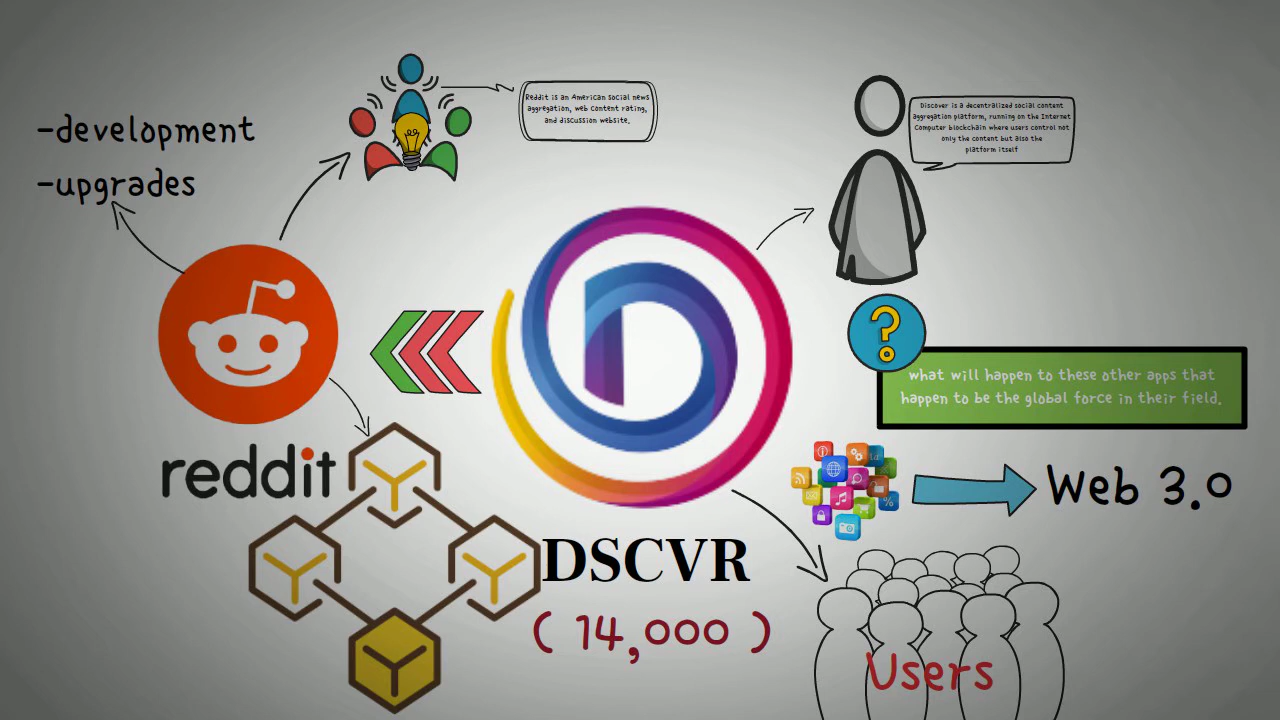 -development
-upgrades
Reddit is an American social news
aggregation, web content rating,
and discussion website.
Discover is a decentralized social content
aggregation platform, running on the Internet
Computer blockchain where users control not
only the content but also the
platform itself
?
what will happen to these other apps that
happen to be the global force in their field.
reddit
Web 3.0
DSCVR
( 14,000 )
Users